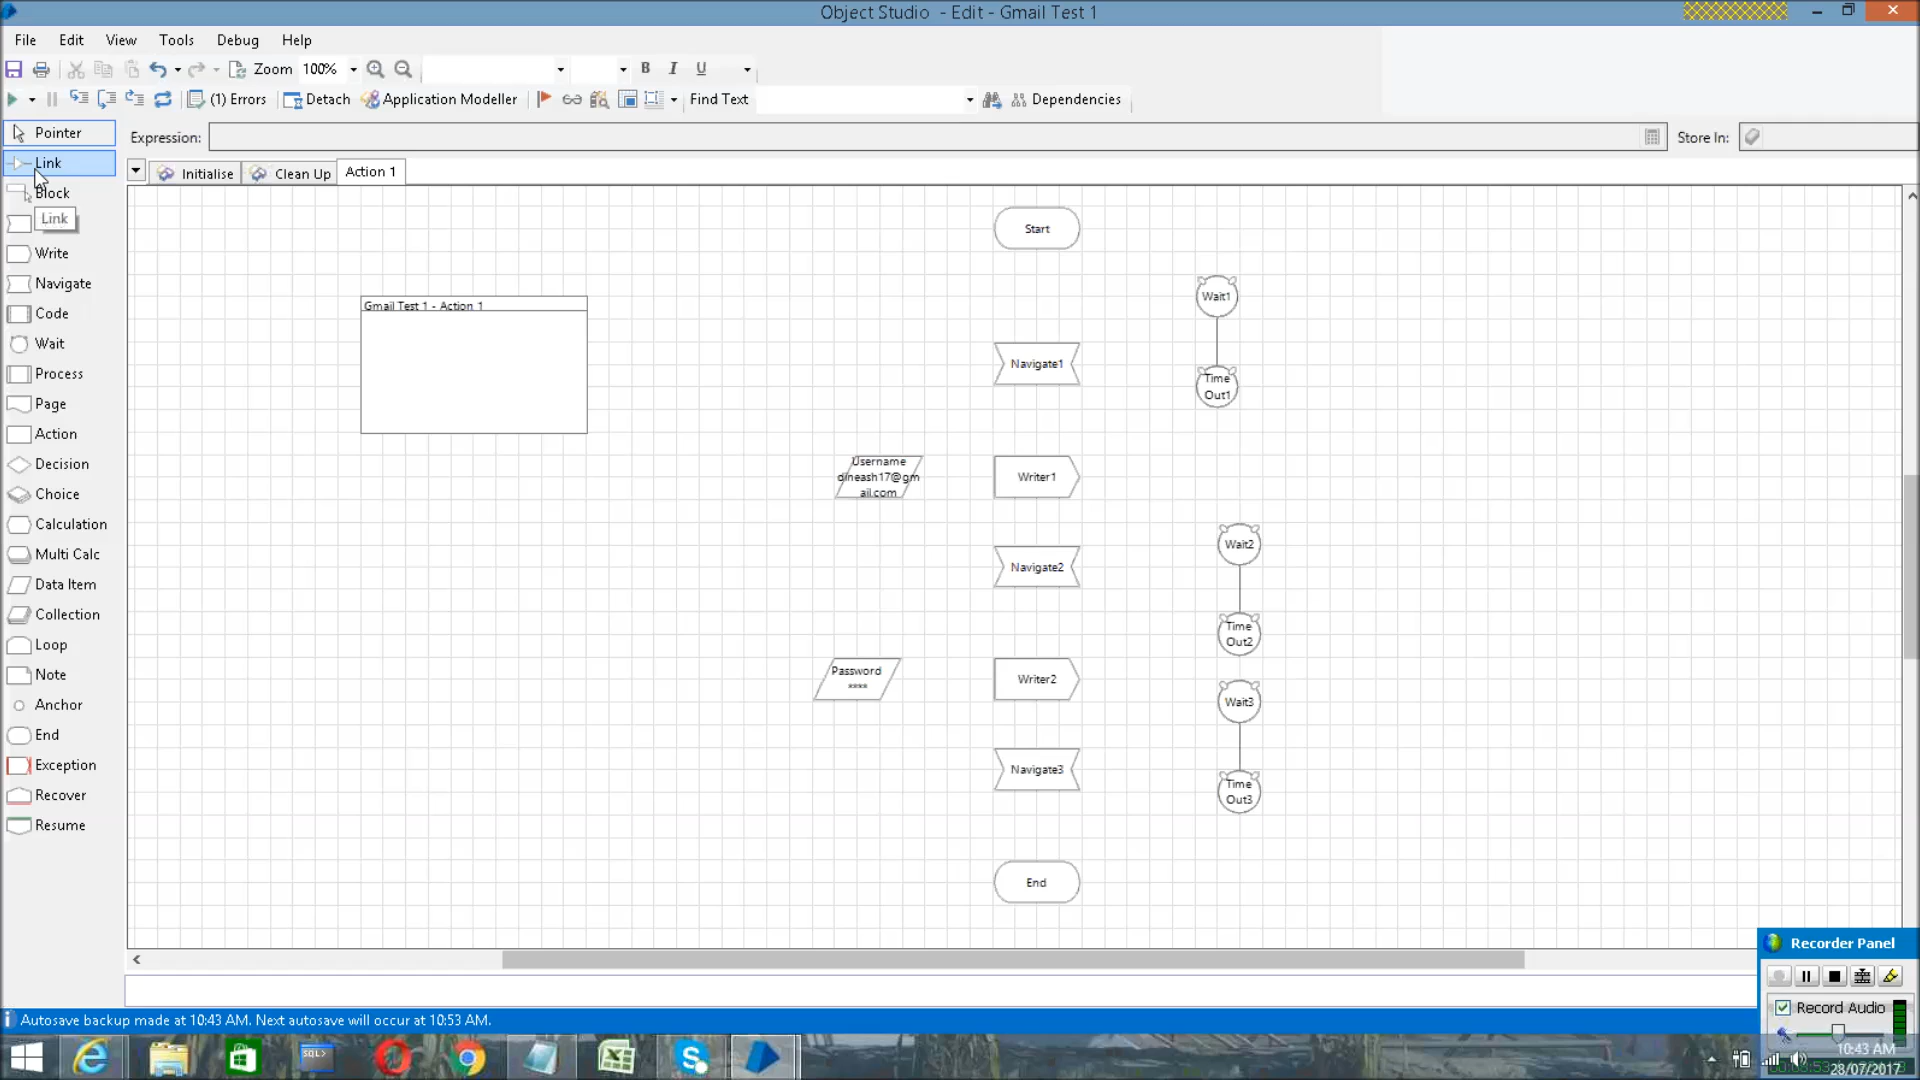 Object Studio - Edit - Gmail Test 1
File Edit View Tools Debug Help
Zoom 100% B I U
(1) Errors Detach Application Modeller Find Text Dependencies
Pointer
Expression: Store In:
Link
Initialise Clean Up Action 1
Block
Link
Write
Navigate
Code
Wait
Process
Page
Action
Decision
Choice
Calculation
Multi Calc
Data Item
Collection
Loop
Note
Anchor
End
Exception
Recover
Resume
Start
Wait1
Gmail Test 1 - Action 1
Navigate1
Time
Out1
Username
dineash17@gm
ail.com
Writer1
Wait2
Navigate2
Time
Out2
Password
****
Writer2
Wait3
Navigate3
Time
Out3
End
Recorder Panel
Record Audio
Autosave backup made at 10:43 AM. Next autosave will occur at 10:53 AM.
SQL>
10:43 AM
28/07/2017